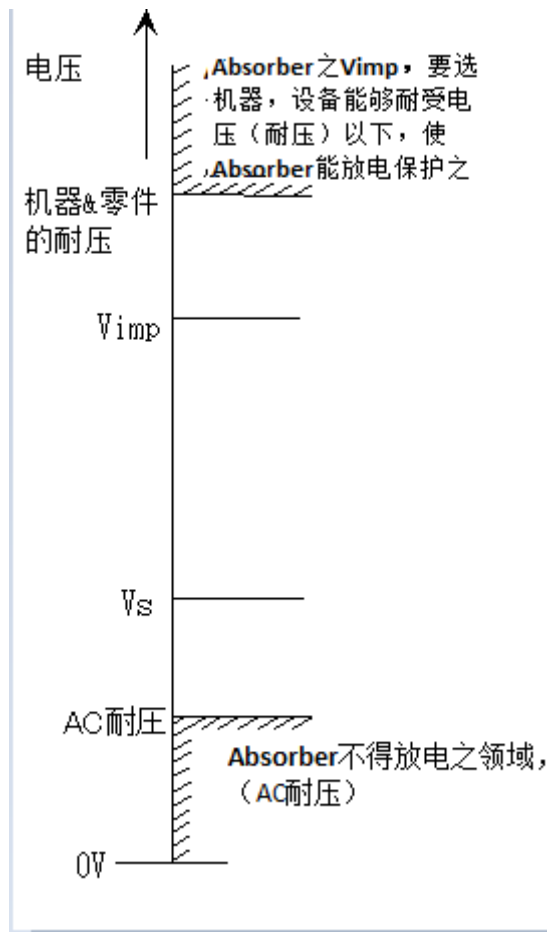 电压
Absorber之Vimp，要选
机器，设备能够耐受电
压（耐压）以下，使
Absorber能放电保护之
机器&零件
的耐压
Vimp
Vs
AC耐压
Absorber不得放电之领域，
（AC耐压）
0V